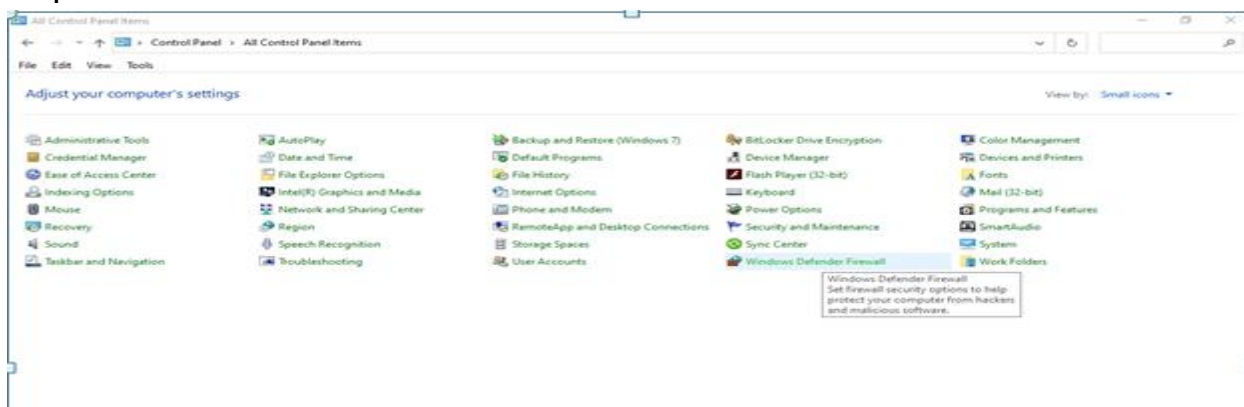 All Control Panel Items
Control Panel > All Control Panel Items
File Edit View Tools
Adjust your computer's settings
View by: Small icons
Administrative Tools AutoPlay Backup and Restore (Windows 7) BitLocker Drive Encryption Color Management
Credential Manager Date and Time Default Programs Device Manager Devices and Printers
Ease of Access Center File Explorer Options File History Flash Player (32-bit) Fonts
Indexing Options Intel(R) Graphics and Media Internet Options Keyboard Mail (32-bit)
Mouse Network and Sharing Center Phone and Modem Power Options Programs and Features
Recovery Region RemoteApp and Desktop Connections Security and Maintenance SmartAudio
Sound Speech Recognition Storage Spaces Sync Center System
Taskbar and Navigation Troubleshooting User Accounts Windows Defender Firewall Work Folders
Windows Defender Firewall
Set firewall security options to help
protect your computer from hackers
and malicious software.